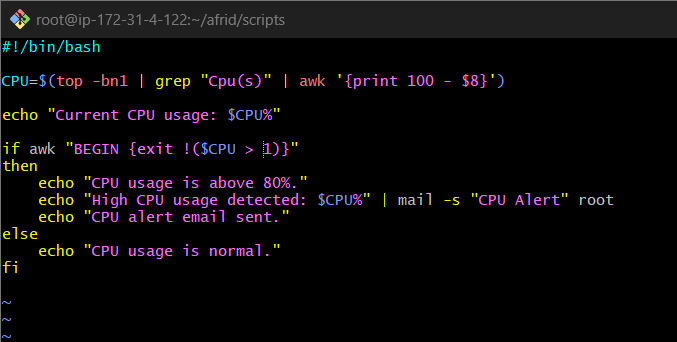 root@ip-172-31-4-122:~/afrid/scripts
#!/bin/bash
CPU=$(top -bn1 | grep "Cpu(s)" | awk '{print 100 - $8}')
echo "Current CPU usage: $CPU%"
if awk "BEGIN {exit !($CPU > 1)}"
then
    echo "CPU usage is above 80%."
    echo "High CPU usage detected: $CPU%" | mail -s "CPU Alert" root
    echo "CPU alert email sent."
else
    echo "CPU usage is normal."
fi
~
~
~